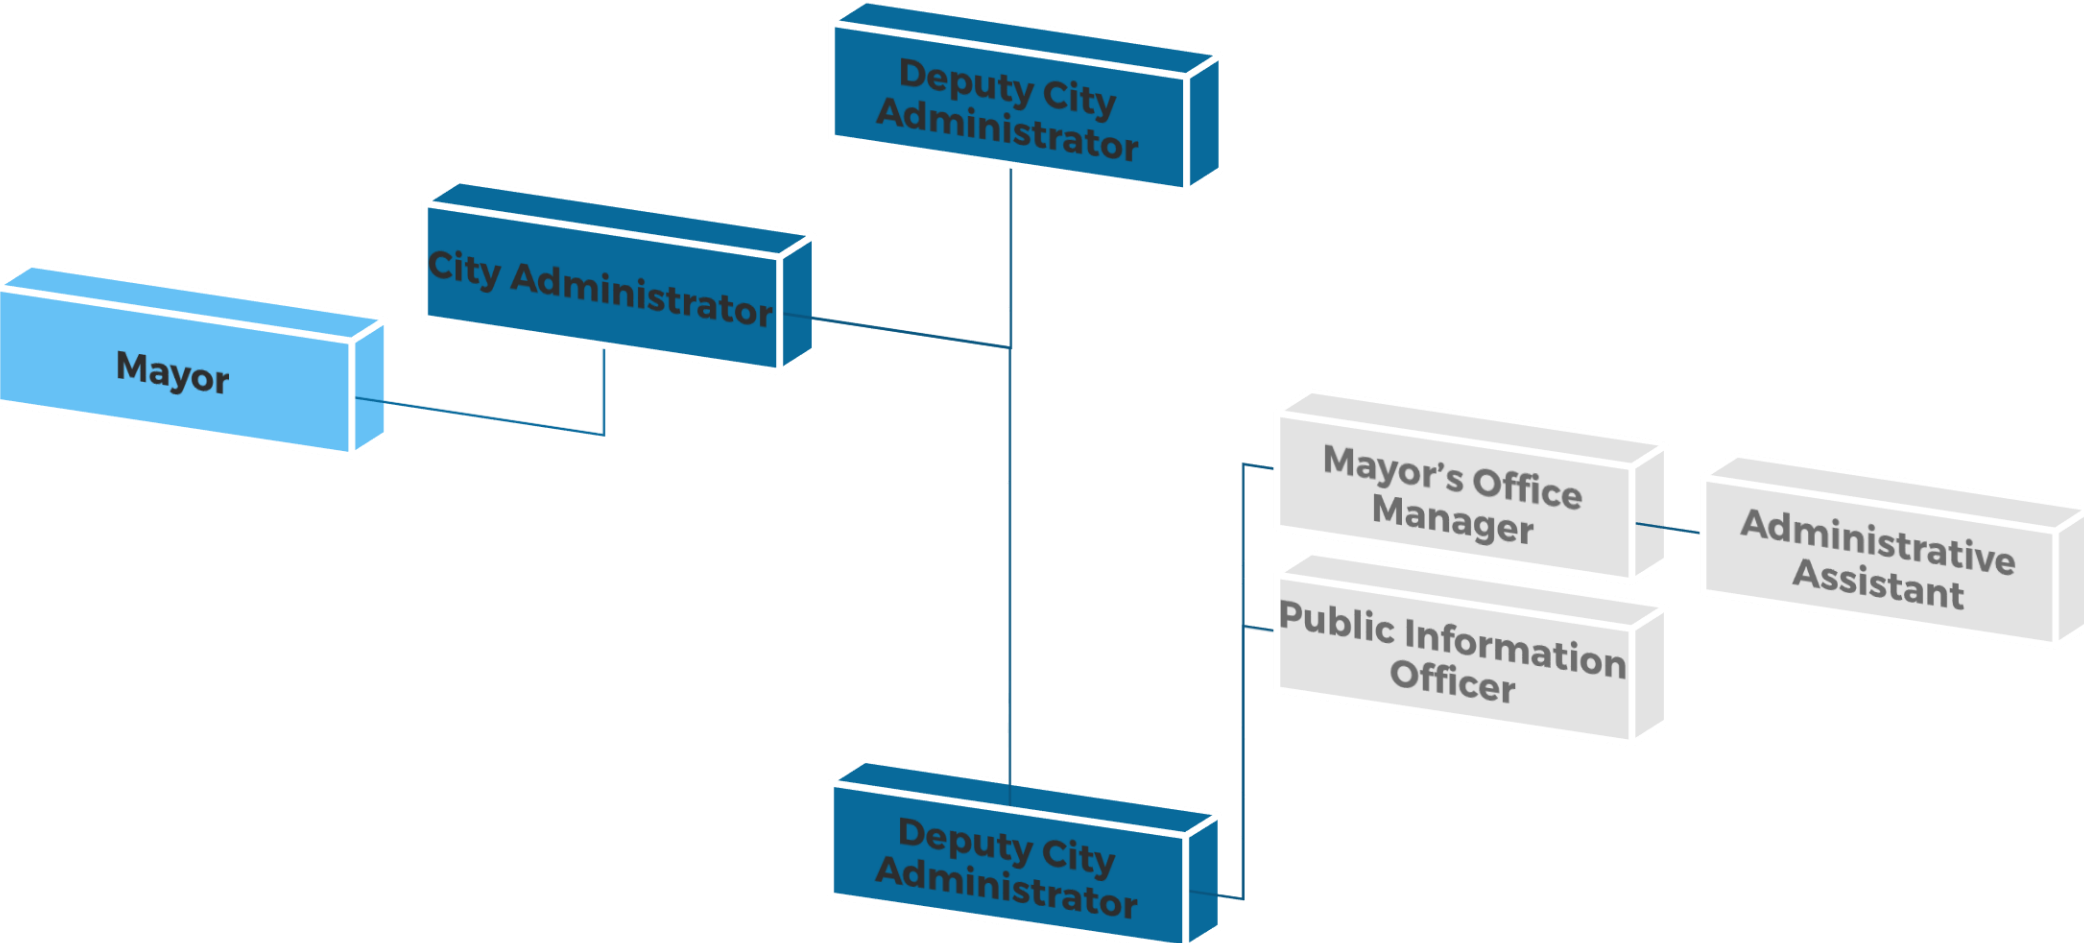 Deputy City
Administrator
City Administrator
Mayor
Mayor’s Office
Manager
Administrative
Assistant
Public Information
Officer
Deputy City
Administrator